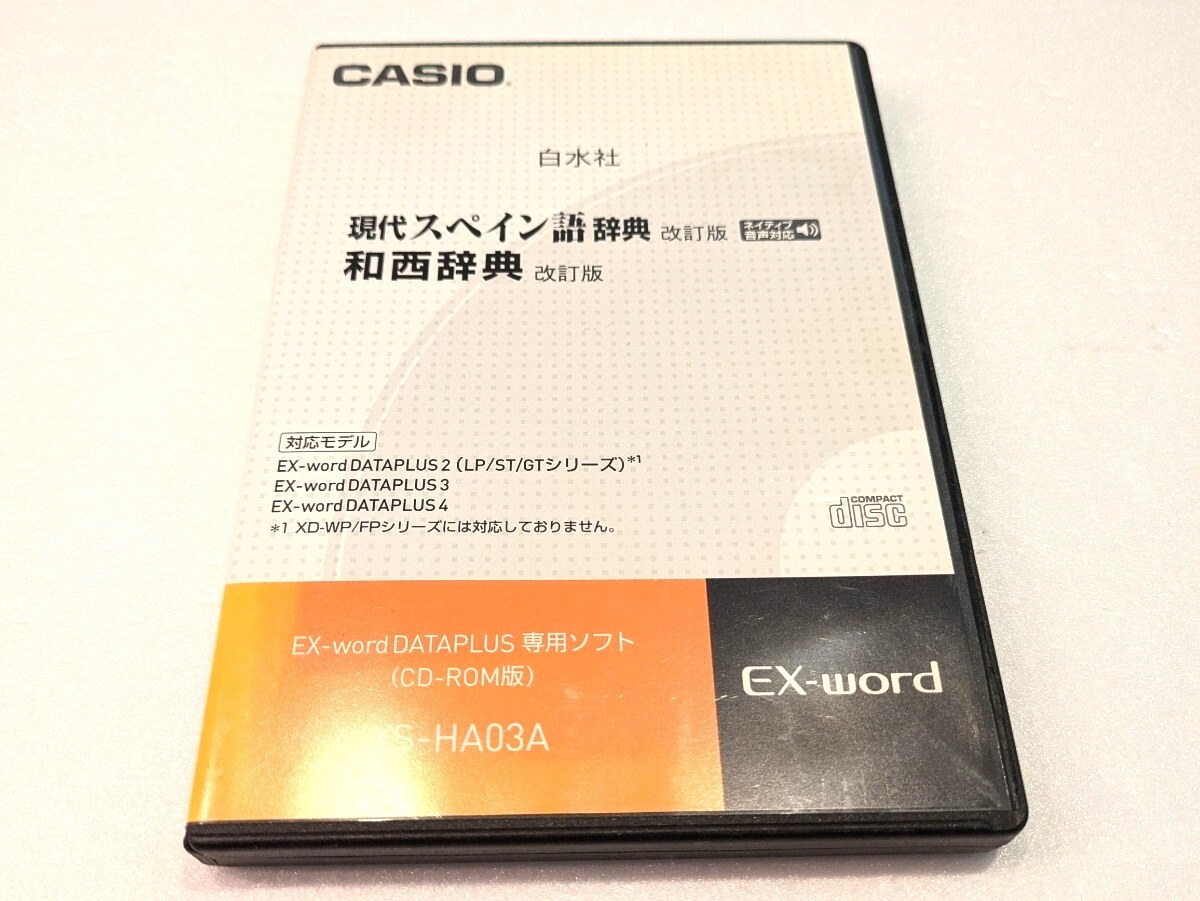 CASIO
白水社
現代スペイン語辞典 改訂版 ネイティブ音声対応
和西辞典 改訂版
対応モデル
EX-word DATAPLUS 2（LP/ST/GTシリーズ）*1
EX-word DATAPLUS 3
EX-word DATAPLUS 4
*1 XD-WP/FPシリーズには対応しておりません。
COMPACT
disc
EX-word DATAPLUS 専用ソフト
（CD-ROM版）
S-HA03A
EX-word